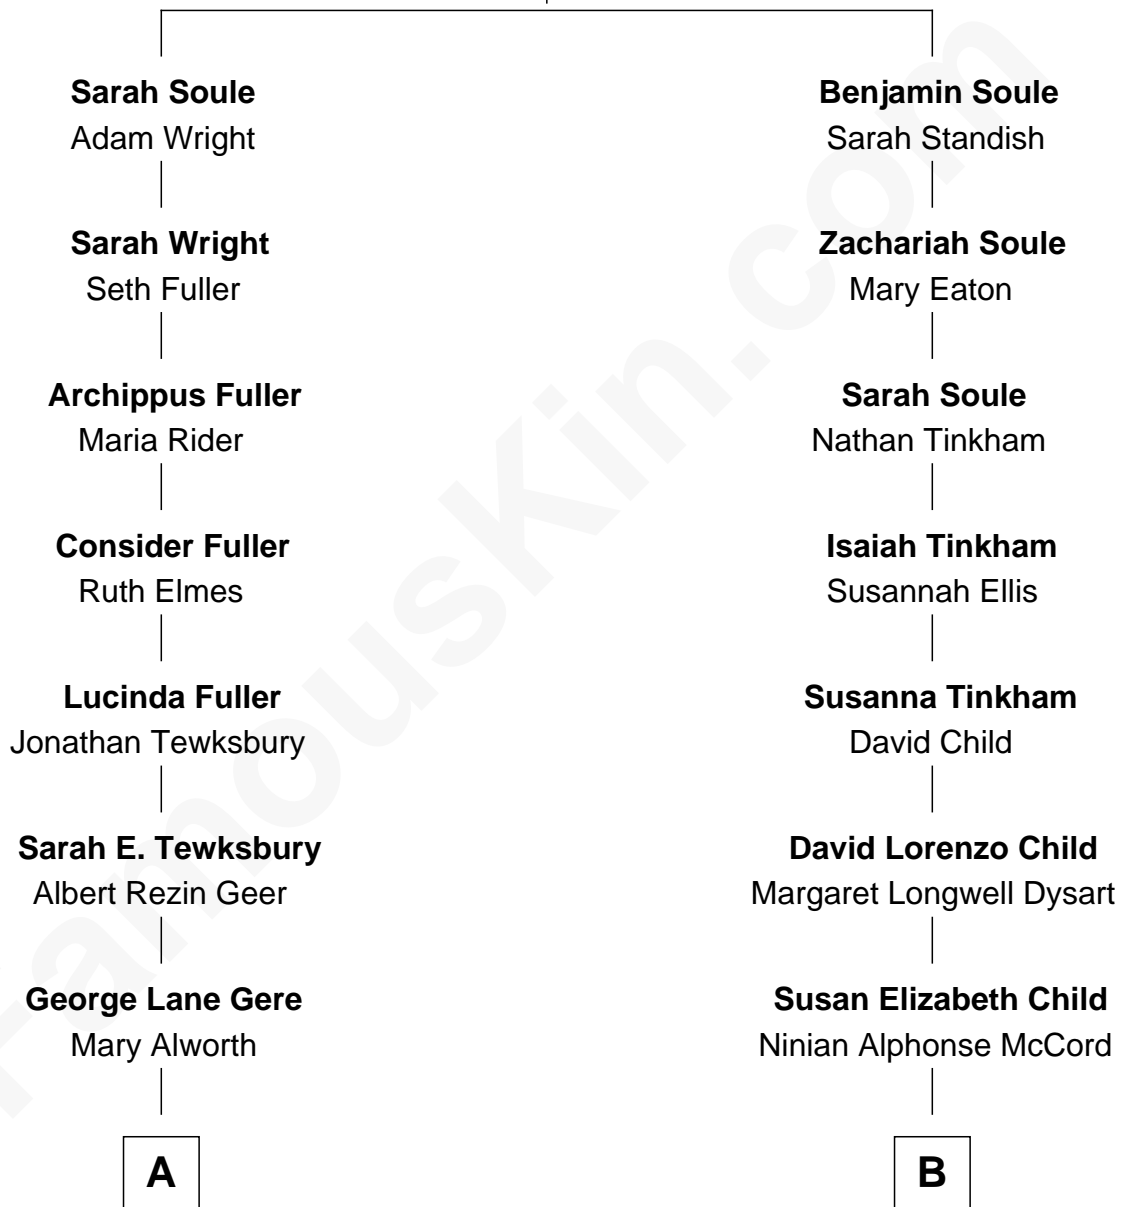 Sarah Soule
Adam Wright
Sarah Wright
Seth Fuller
Archippus Fuller
Maria Rider
Consider Fuller
Ruth Elmes
Lucinda Fuller
Jonathan Tewksbury
Sarah E. Tewksbury
Albert Rezin Geer
George Lane Gere
Mary Alworth
A
Benjamin Soule
Sarah Standish
Zachariah Soule
Mary Eaton
Sarah Soule
Nathan Tinkham
Isaiah Tinkham
Susannah Ellis
Susanna Tinkham
David Child
David Lorenzo Child
Margaret Longwell Dysart
Susan Elizabeth Child
Ninian Alphonse McCord
B
FamousKin.com